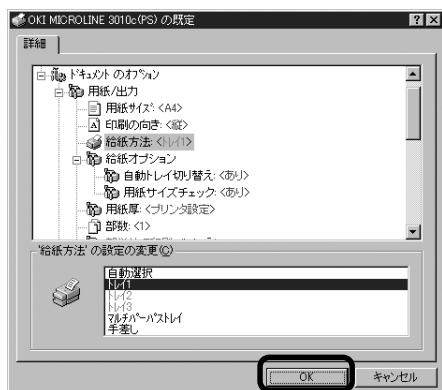 OKI MICROLINE 3010c(PS) の既定
詳細
ドキュメント のオプション
用紙/出力
用紙サイズ: <A4>
印刷の向き: <縦>
給紙方法: <トレイ1>
給紙オプション
自動トレイ切り替え: <あり>
用紙サイズチェック: <あり>
用紙厚: <プリンタ設定>
部数: <1>
'給紙方法' の設定の変更(C)
自動選択
トレイ1
トレイ2
トレイ3
マルチパーパストレイ
手差し
OK
キャンセル